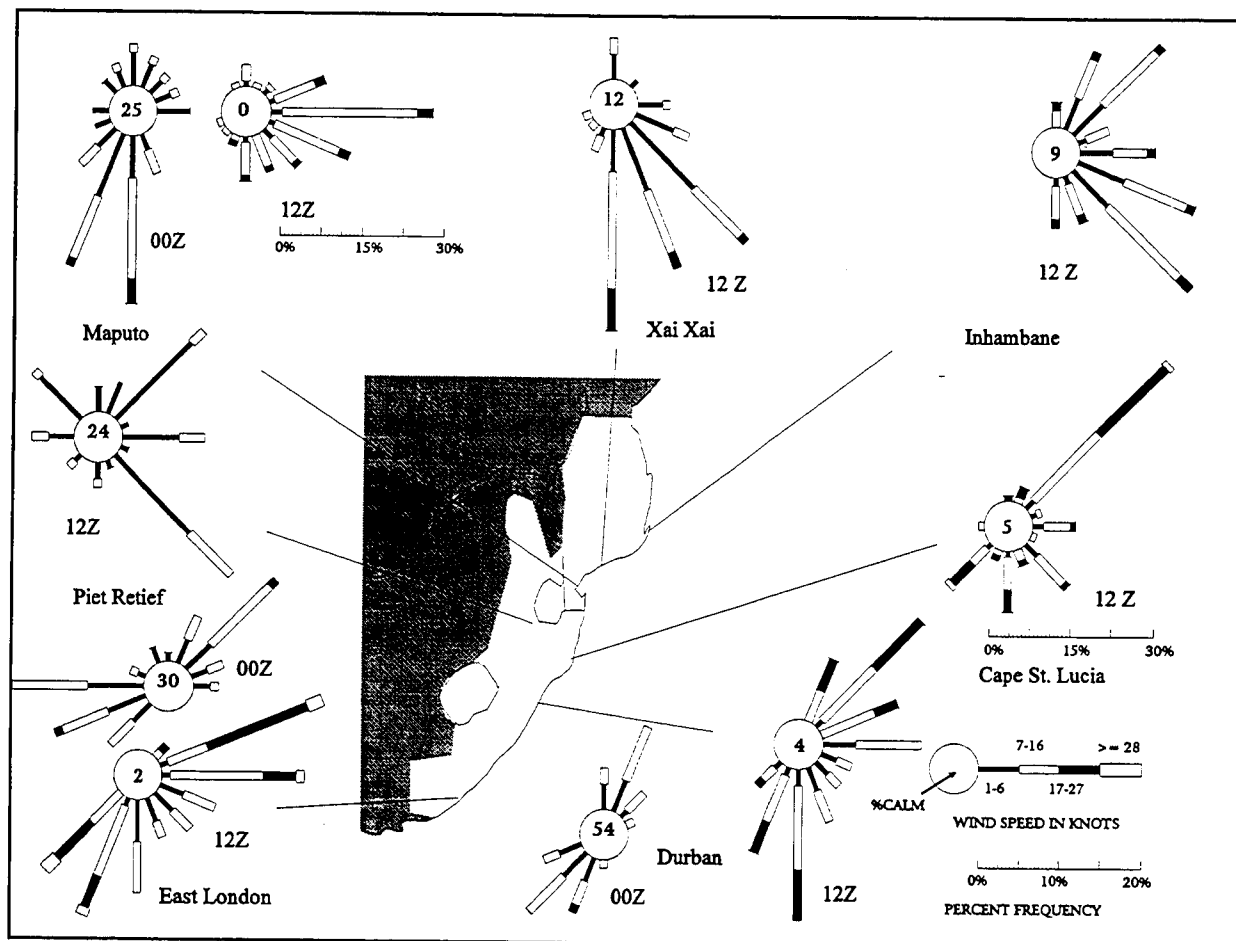 25
0
12
9
00Z
12Z
0% 15% 30%
12 Z
12 Z
Maputo
Xai Xai
Inhambane
24
12Z
5
12 Z
Piet Retief
0% 15% 30%
Cape St. Lucia
00Z
30
2
12Z
East London
54
00Z
Durban
4
12Z
7-16 >= 28
%CALM 1-6 17-27
WIND SPEED IN KNOTS
0% 10% 20%
PERCENT FREQUENCY